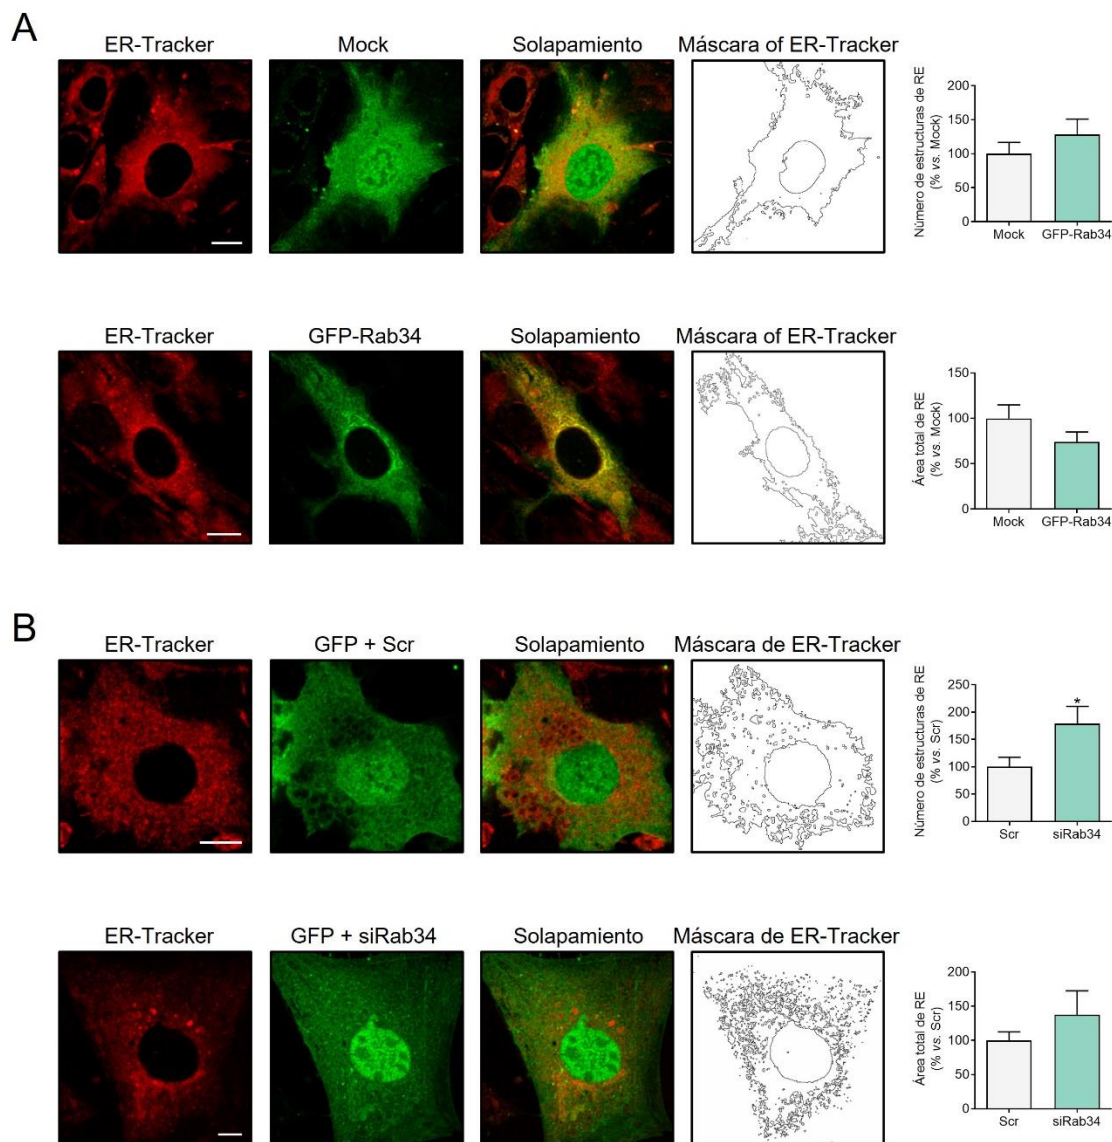 A
ER-Tracker
Mock
Solapamiento
Máscara of ER-Tracker
Número de estructuras de RE
(% vs. Mock)
200
150
100
50
0
Mock
GFP-Rab34
ER-Tracker
GFP-Rab34
Solapamiento
Máscara of ER-Tracker
Área total de RE
(% vs. Mock)
150
100
50
0
Mock
GFP-Rab34
B
ER-Tracker
GFP + Scr
Solapamiento
Máscara de ER-Tracker
Número de estructuras de RE
(% vs. Scr)
250
200
150
100
50
0
*
Scr
siRab34
ER-Tracker
GFP + siRab34
Solapamiento
Máscara de ER-Tracker
Área total de RE
(% vs. Scr)
200
150
100
50
0
Scr
siRab34